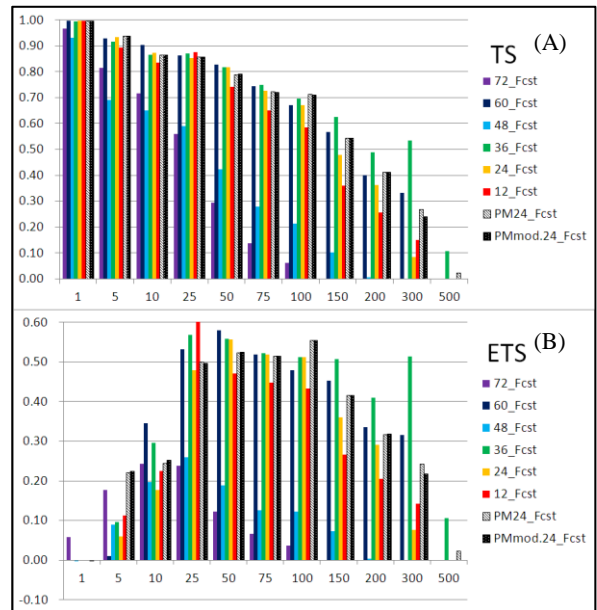 1.00
0.90
0.80
0.70
0.60
0.50
0.40
0.30
0.20
0.10
0.00
TS (A)
72_Fcst
60_Fcst
48_Fcst
36_Fcst
24_Fcst
12_Fcst
PM24_Fcst
PMmod.24_Fcst
1 5 10 25 50 75 100 150 200 300 500
0.60
0.50
0.40
0.30
0.20
0.10
0.00
-0.10
ETS (B)
72_Fcst
60_Fcst
48_Fcst
36_Fcst
24_Fcst
12_Fcst
PM24_Fcst
PMmod.24_Fcst
1 5 10 25 50 75 100 150 200 300 500